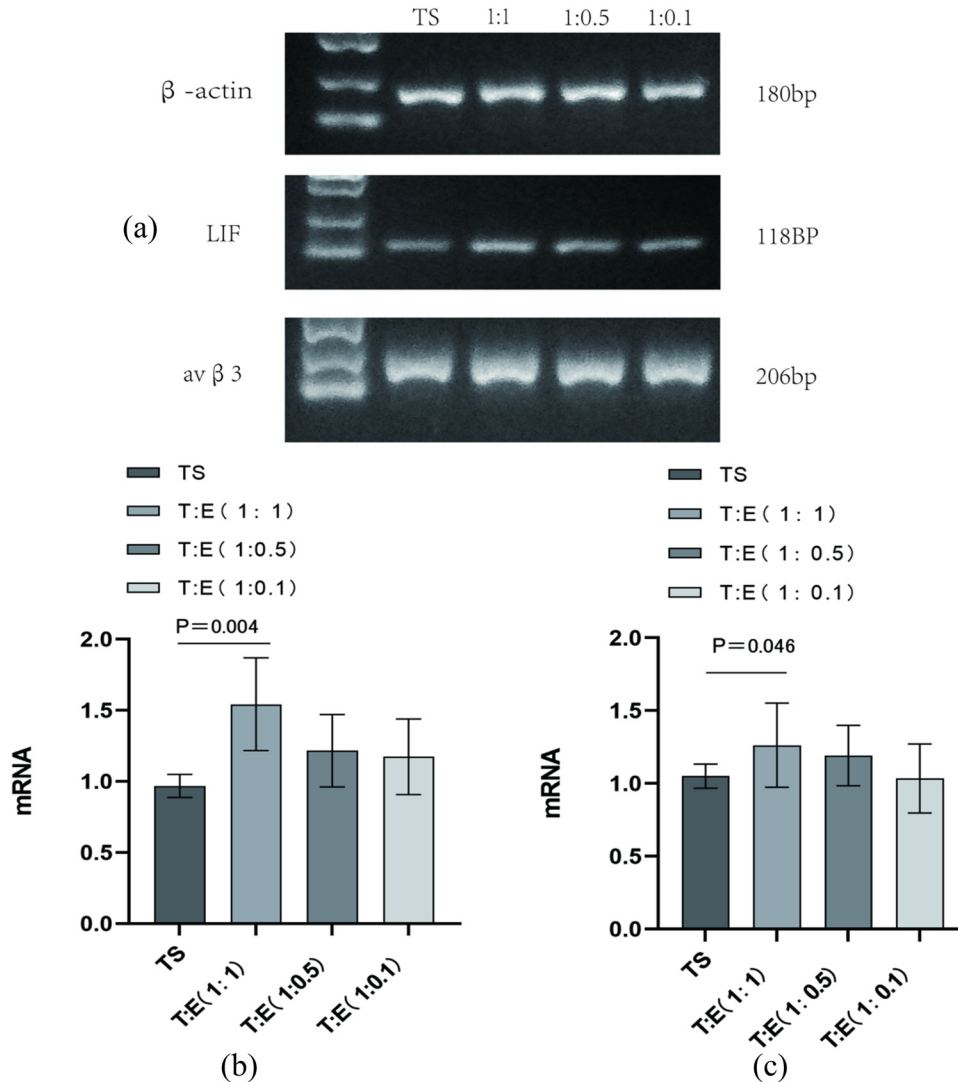 TS 1:1 1:0.5 1:0.1
β -actin 180bp
(a) LIF 118BP
av β 3 206bp
TS
T:E( 1: 1)
T:E( 1:0.5)
T:E( 1:0.1)
P=0.004
2.0
1.5
1.0
0.5
0.0
mRNA
TS
T:E(1: 1)
T:E(1:0.5)
T:E(1:0.1)
(b)
TS
T:E( 1: 1)
T:E( 1: 0.5)
T:E( 1: 0.1)
P=0.046
2.0
1.5
1.0
0.5
0.0
mRNA
TS
T:E(1: 1)
T:E(1: 0.5)
T:E(1: 0.1)
(c)